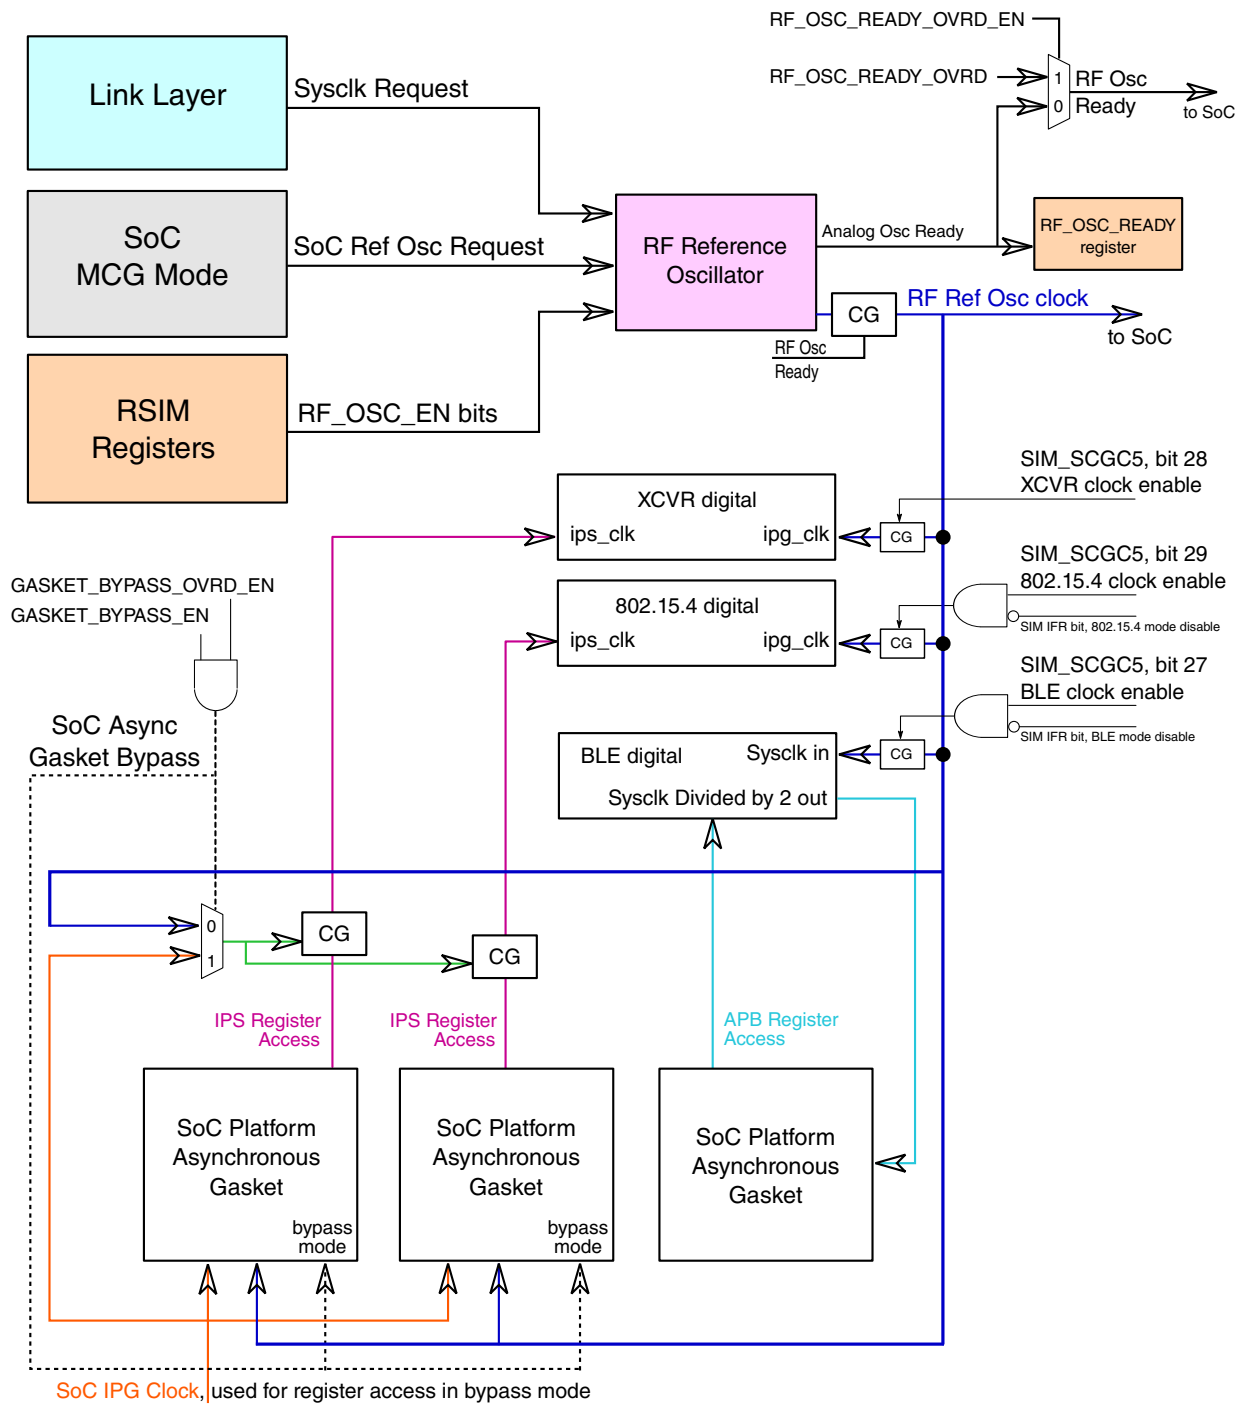 RF_OSC_READY_OVRD_EN
RF_OSC_READY_OVRD
1
0
RF Osc
Ready
to SoC
Link Layer
Sysclk Request
SoC
MCG Mode
SoC Ref Osc Request
RSIM
Registers
RF_OSC_EN bits
RF Reference
Oscillator
Analog Osc Ready
RF_OSC_READY
register
CG
RF Ref Osc clock
to SoC
RF Osc
Ready
XCVR digital
ips_clk
ipg_clk
CG
SIM_SCGC5, bit 28
XCVR clock enable
802.15.4 digital
ips_clk
ipg_clk
CG
SIM_SCGC5, bit 29
802.15.4 clock enable
SIM IFR bit, 802.15.4 mode disable
SIM_SCGC5, bit 27
BLE clock enable
SIM IFR bit, BLE mode disable
BLE digital
Sysclk in
Sysclk Divided by 2 out
CG
GASKET_BYPASS_OVRD_EN
GASKET_BYPASS_EN
SoC Async
Gasket Bypass
0
1
CG
CG
IPS Register
Access
IPS Register
Access
APB Register
Access
SoC Platform
Asynchronous
Gasket
bypass
mode
SoC Platform
Asynchronous
Gasket
bypass
mode
SoC Platform
Asynchronous
Gasket
SoC IPG Clock, used for register access in bypass mode